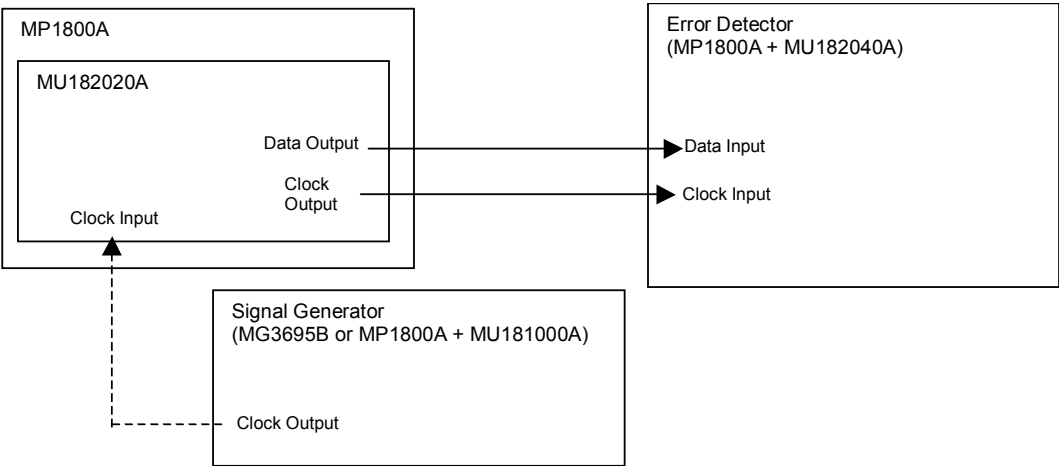 MP1800A
MU182020A
Data Output
Clock
Output
Clock Input
Error Detector
(MP1800A + MU182040A)
Data Input
Clock Input
Signal Generator
(MG3695B or MP1800A + MU181000A)
Clock Output